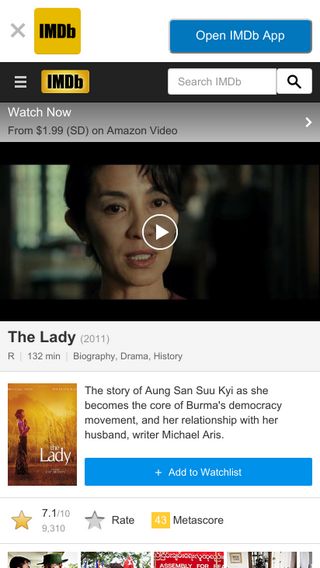 IMDb
Open IMDb App
IMDb
Search IMDb
Watch Now
From $1.99 (SD) on Amazon Video
The Lady (2011)
R | 132 min | Biography, Drama, History
the Lady
The story of Aung San Suu Kyi as she
becomes the core of Burma's democracy
movement, and her relationship with her
husband, writer Michael Aris.
+ Add to Watchlist
7.1/10
9,310
Rate
43 Metascore